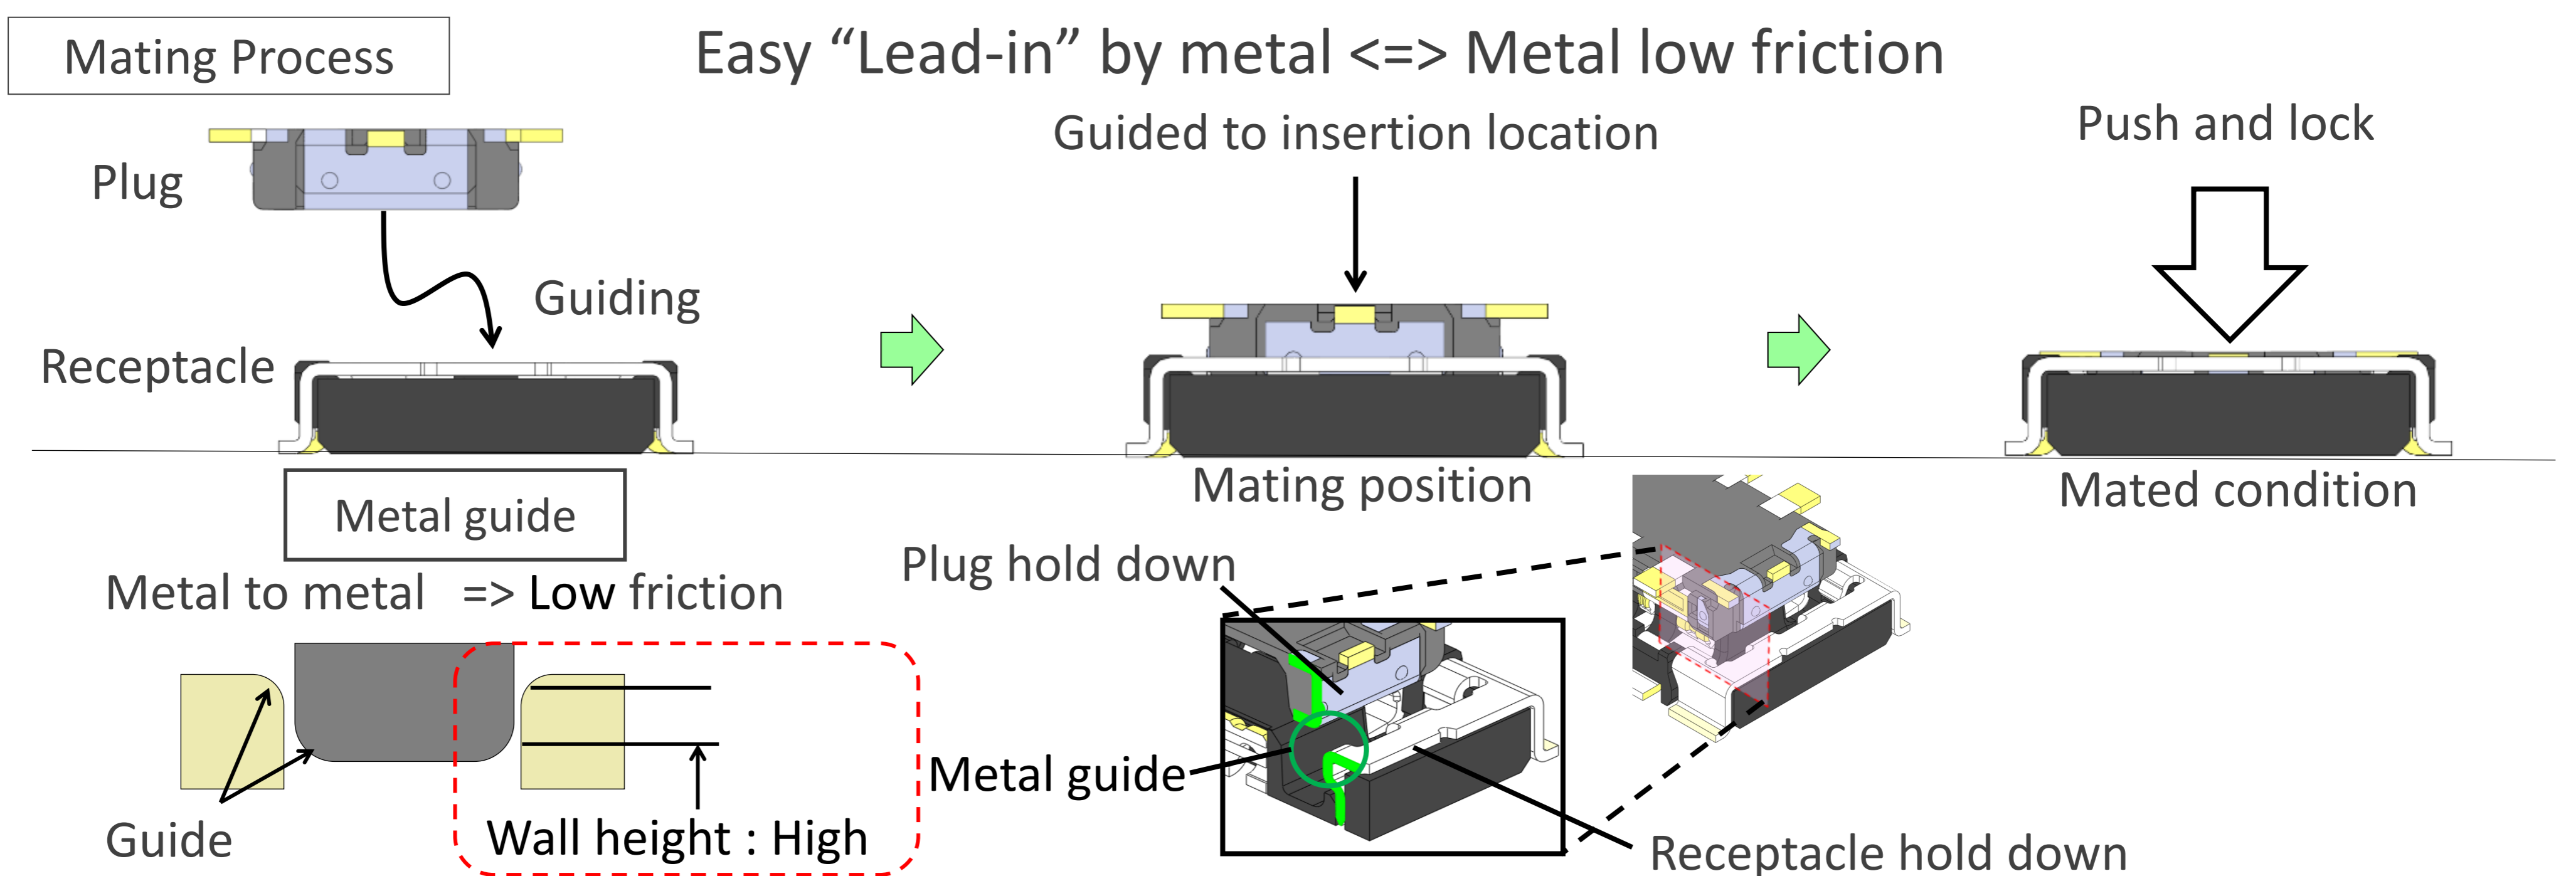 Mating Process
Easy “Lead-in” by metal <=> Metal low friction
Plug
Guiding
Receptacle
Guided to insertion location
Push and lock
Mating position
Mated condition
Metal guide
Metal to metal => Low friction
Guide
Wall height : High
Plug hold down
Metal guide
Receptacle hold down